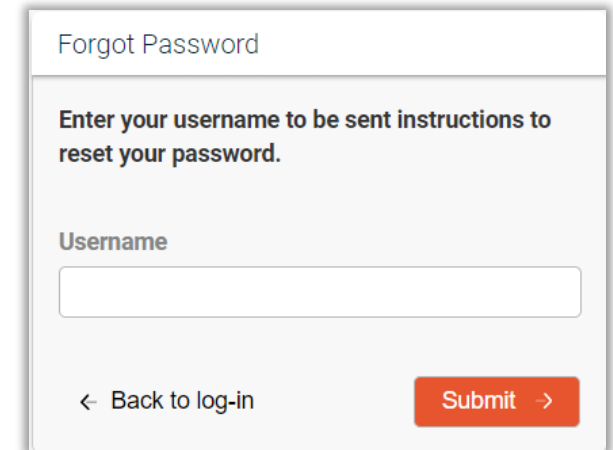 Forgot Password
Enter your username to be sent instructions to
reset your password.
Username
← Back to log-in
Submit →